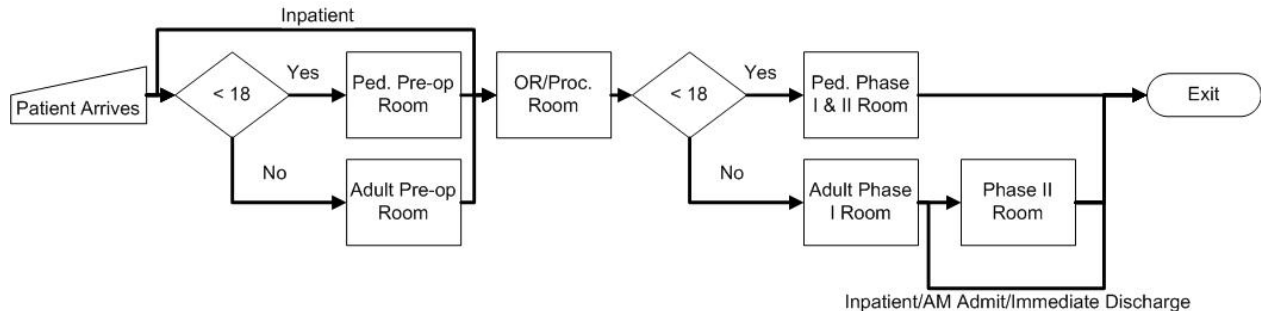 Inpatient
Patient Arrives
< 18
Yes
No
Ped. Pre-op
Room
Adult Pre-op
Room
OR/Proc.
Room
< 18
Yes
No
Ped. Phase
I & II Room
Adult Phase
I Room
Phase II
Room
Exit
Inpatient/AM Admit/Immediate Discharge